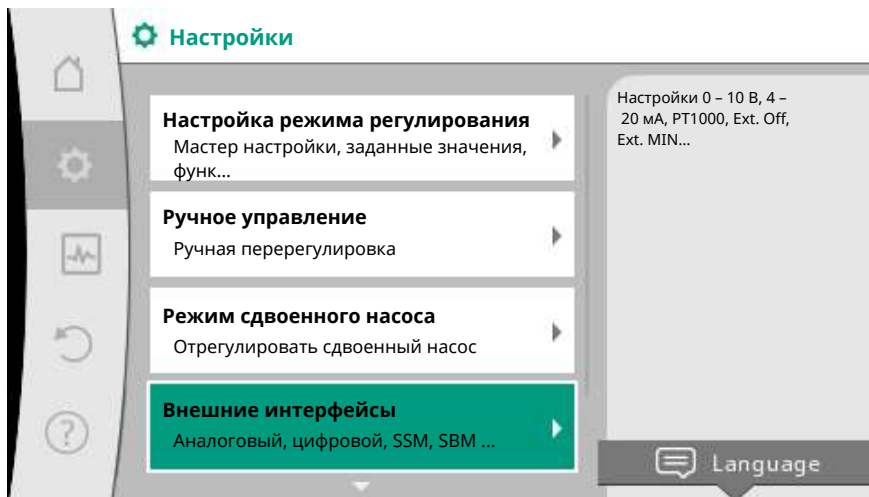 Настройки
Настройка режима регулирования
Мастер настройки, заданные значения,
функ...
Ручное управление
Ручная перерегулировка
Режим сдвоенного насоса
Отрегулировать сдвоенный насос
Внешние интерфейсы
Аналоговый, цифровой, SSM, SBM ...
Настройки 0 – 10 В, 4 –
20 мА, PT1000, Ext. Off,
Ext. MIN...
Language